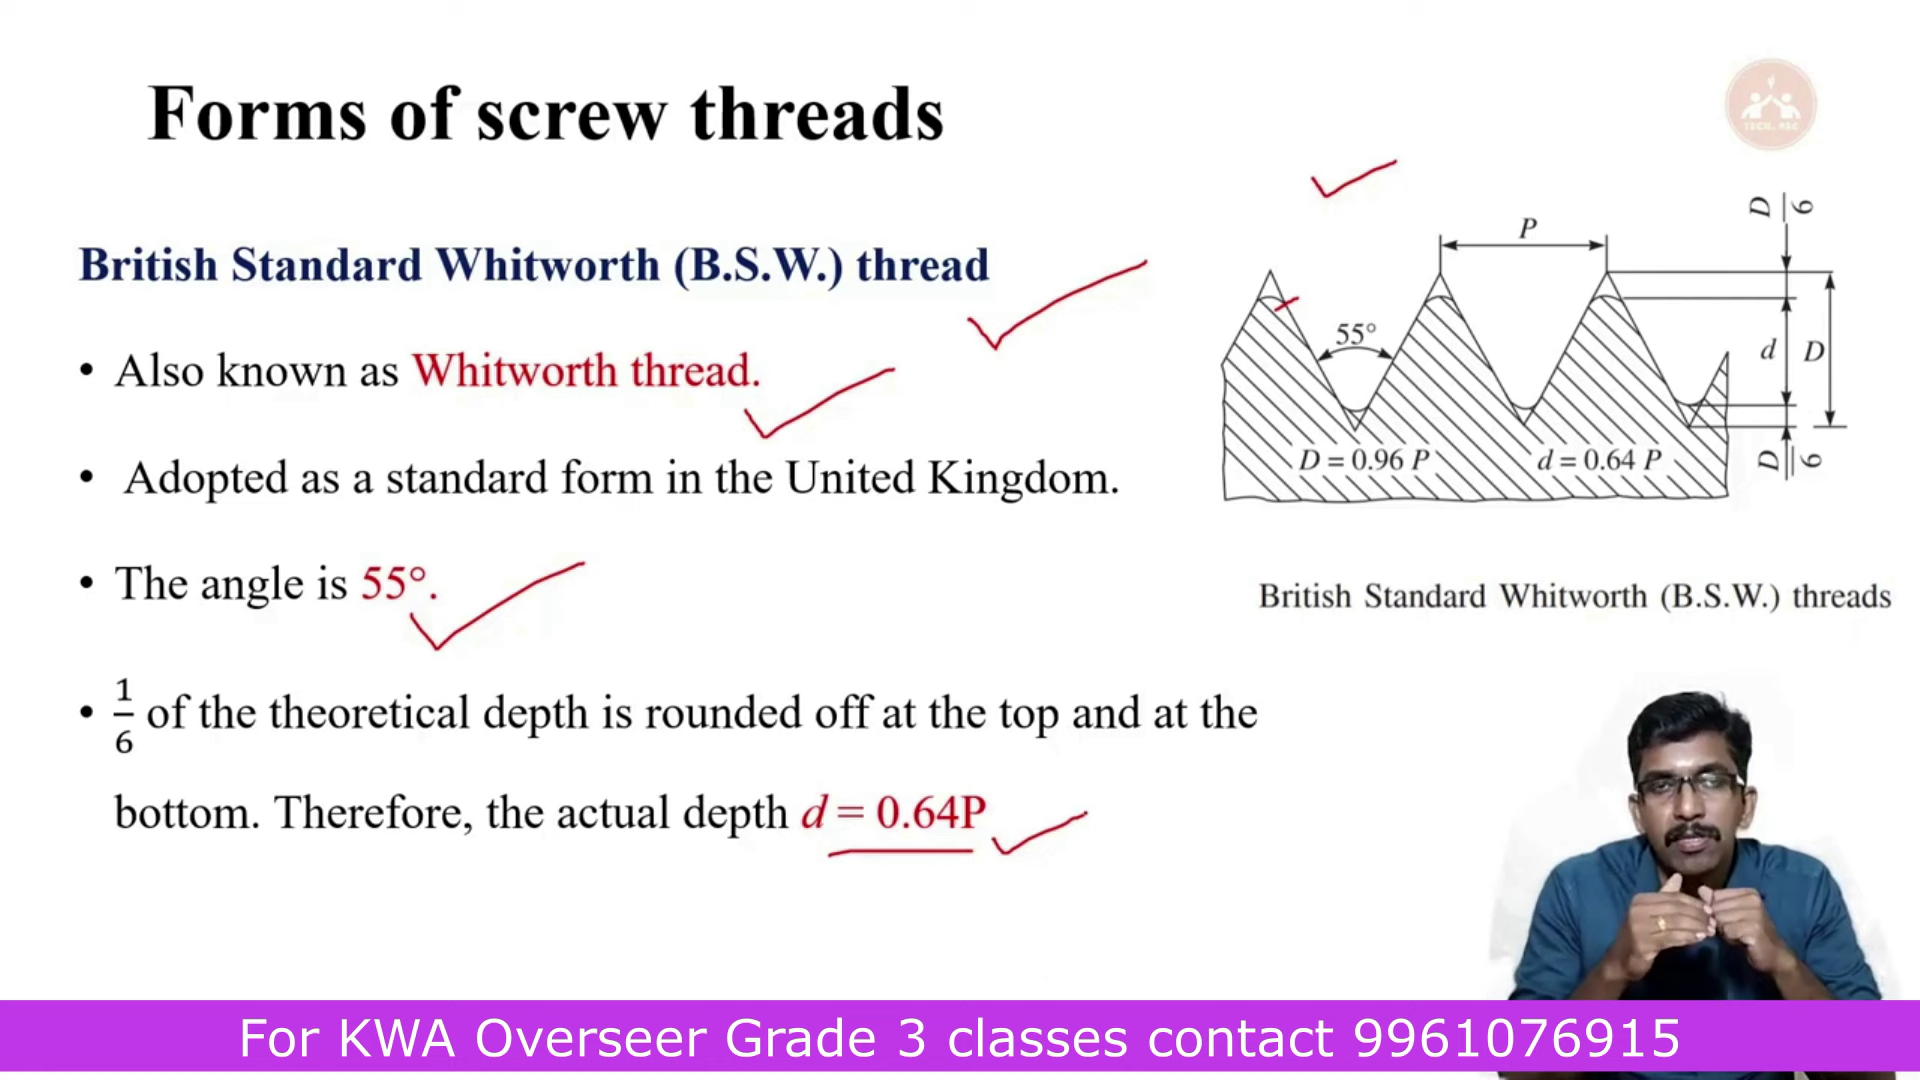 Forms of screw threads
TECH. PSC
British Standard Whitworth (B.S.W.) thread
• Also known as Whitworth thread.
• Adopted as a standard form in the United Kingdom.
• The angle is 55°.
• 1/6 of the theoretical depth is rounded off at the top and at the
bottom. Therefore, the actual depth d = 0.64P
P
D/6
55°
d
D
D = 0.96 P
d = 0.64 P
D/6
British Standard Whitworth (B.S.W.) threads
For KWA Overseer Grade 3 classes contact 9961076915